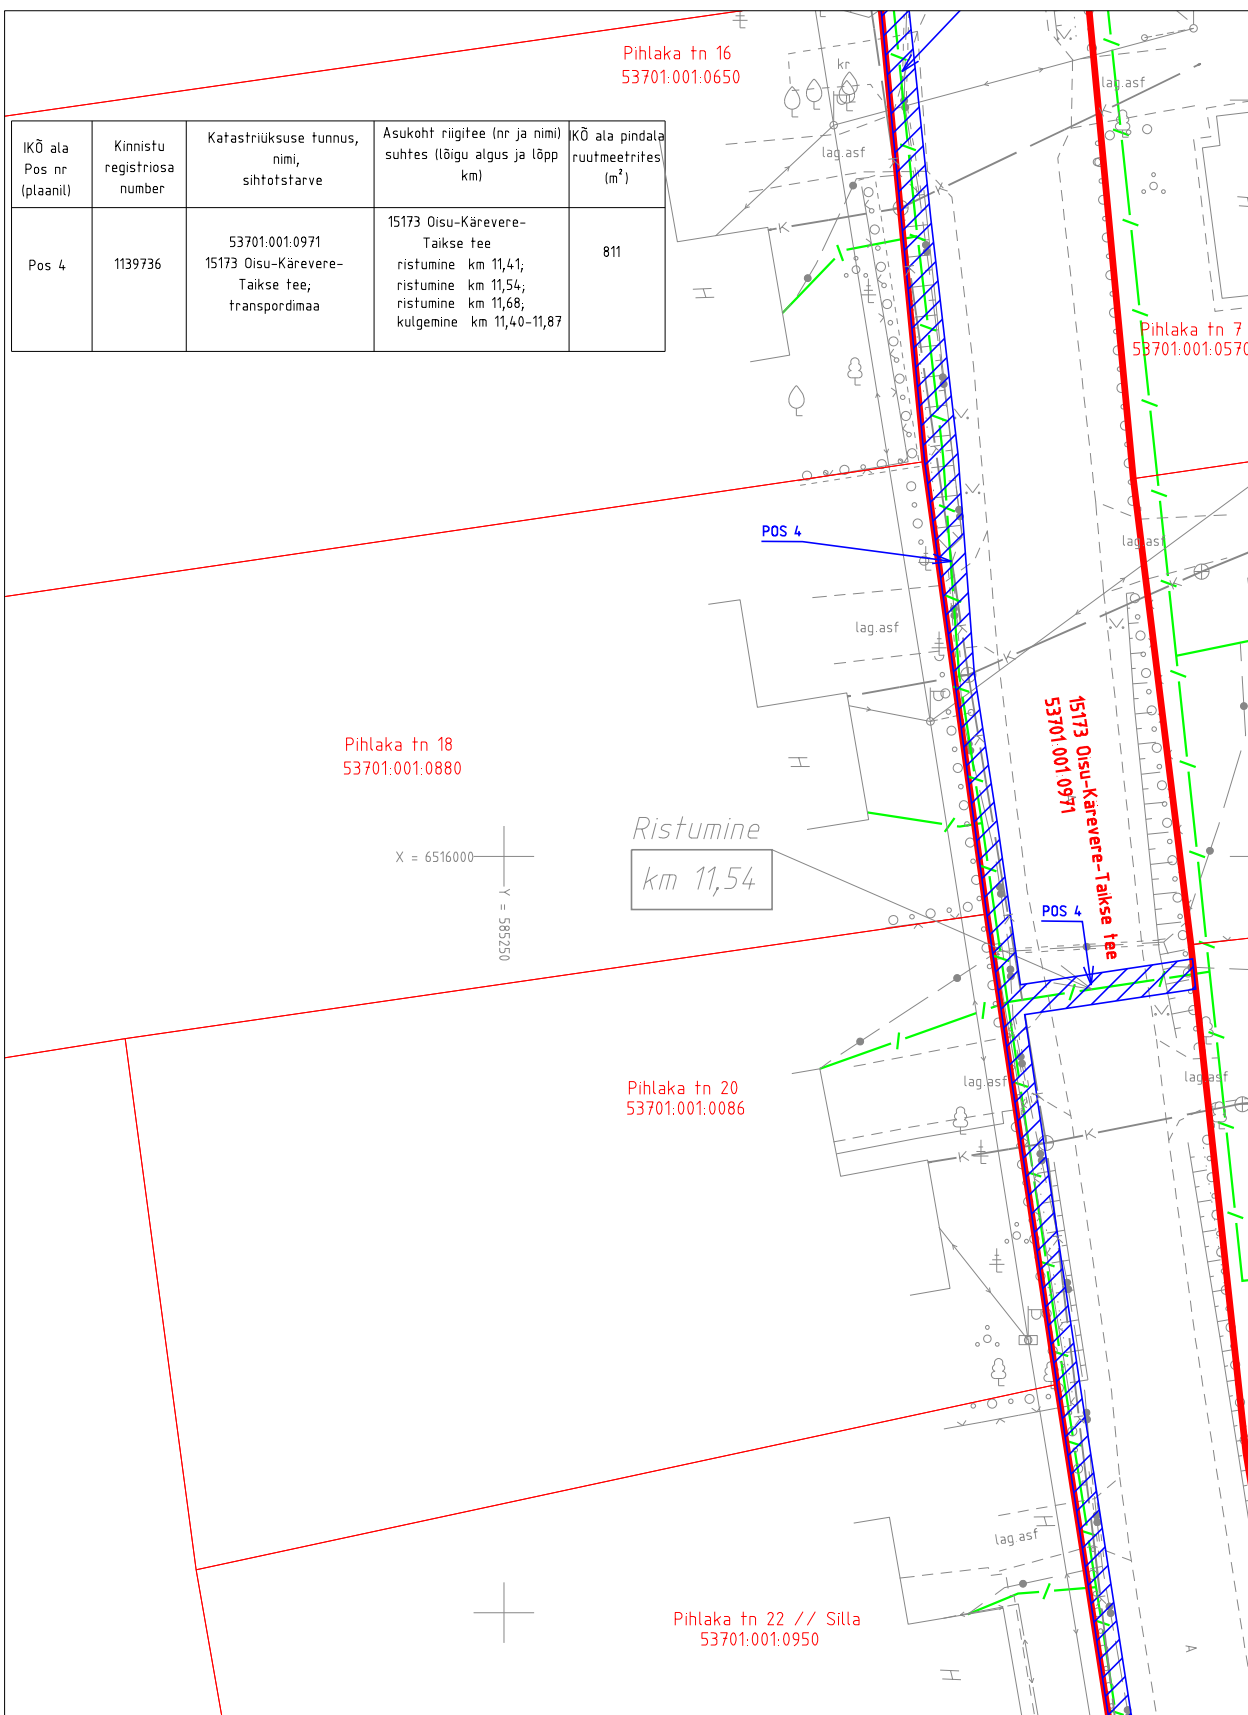 Pihlaka tn 16
53701:001:0650
kr
lag.asf
lag.asf
IKÕ ala
Pos nr
(plaanil)
Kinnistu
registriosa
number
Katastriüksuse tunnus,
nimi,
sihtotstarve
Asukoht riigitee (nr ja nimi)
suhtes (lõigu algus ja lõpp
km)
IKÕ ala pindala
ruutmeetrites
(m²)
Pos 4
1139736
53701:001:0971
15173 Oisu-Kärevere-
Taikse tee;
transpordimaa
15173 Oisu-Kärevere-
Taikse tee
ristumine km 11,41;
ristumine km 11,54;
ristumine km 11,68;
kulgemine km 11,40-11,87
811
K
K
H
Pihlaka tn 7
53701:001:0570
POS 4
lag.asf
K
lag.asf
K
K
15173 Oisu-Kärevere-Taikse tee
53701:001:0971
Pihlaka tn 18
53701:001:0880
H
Ristumine
km 11,54
X = 6516000
Y = 585250
POS 4
Pihlaka tn 20
53701:001:0086
lag.asf
lag.asf
K
K
lag.asf
H
Pihlaka tn 22 // Silla
53701:001:0950
H
A